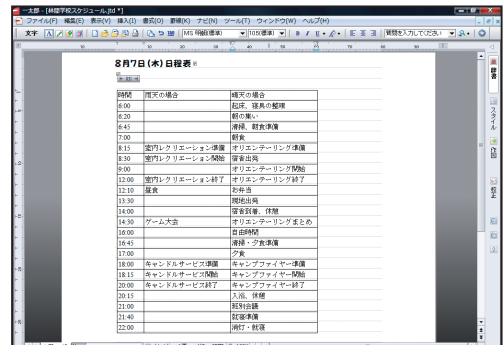 一太郎 - [林間学校スケジュール.jtd *]
ファイル(F) 編集(E) 表示(V) 挿入(I) 書式(O) 罫線(K) ナビ(N) ツール(T) ウィンドウ(W) ヘルプ(H)
文字 MS 明朝(標準) 10.5(標準) 質問を入力してください
8月7日(木)日程表
時間 雨天の場合 晴天の場合
6:00 起床、寝具の整理
6:20 朝の集い
6:45 清掃、朝食準備
7:00 朝食
8:15 室内レクリエーション準備 オリエンテーリング準備
8:30 室内レクリエーション開始 宿舎出発
9:00 オリエンテーリング開始
12:00 室内レクリエーション終了 オリエンテーリング終了
12:10 昼食 お弁当
13:30 現地出発
14:00 宿舎到着、休憩
14:30 ゲーム大会 オリエンテーリングまとめ
16:00 自由時間
16:45 清掃・夕食準備
17:00 夕食
18:00 キャンドルサービス準備 キャンプファイヤー準備
18:15 キャンドルサービス開始 キャンプファイヤー開始
20:00 キャンドルサービス終了 キャンプファイヤー終了
20:15 入浴、休憩
21:00 班別会議
21:40 就寝準備
22:00 消灯・就寝
辞書
スタイル
作図
校正